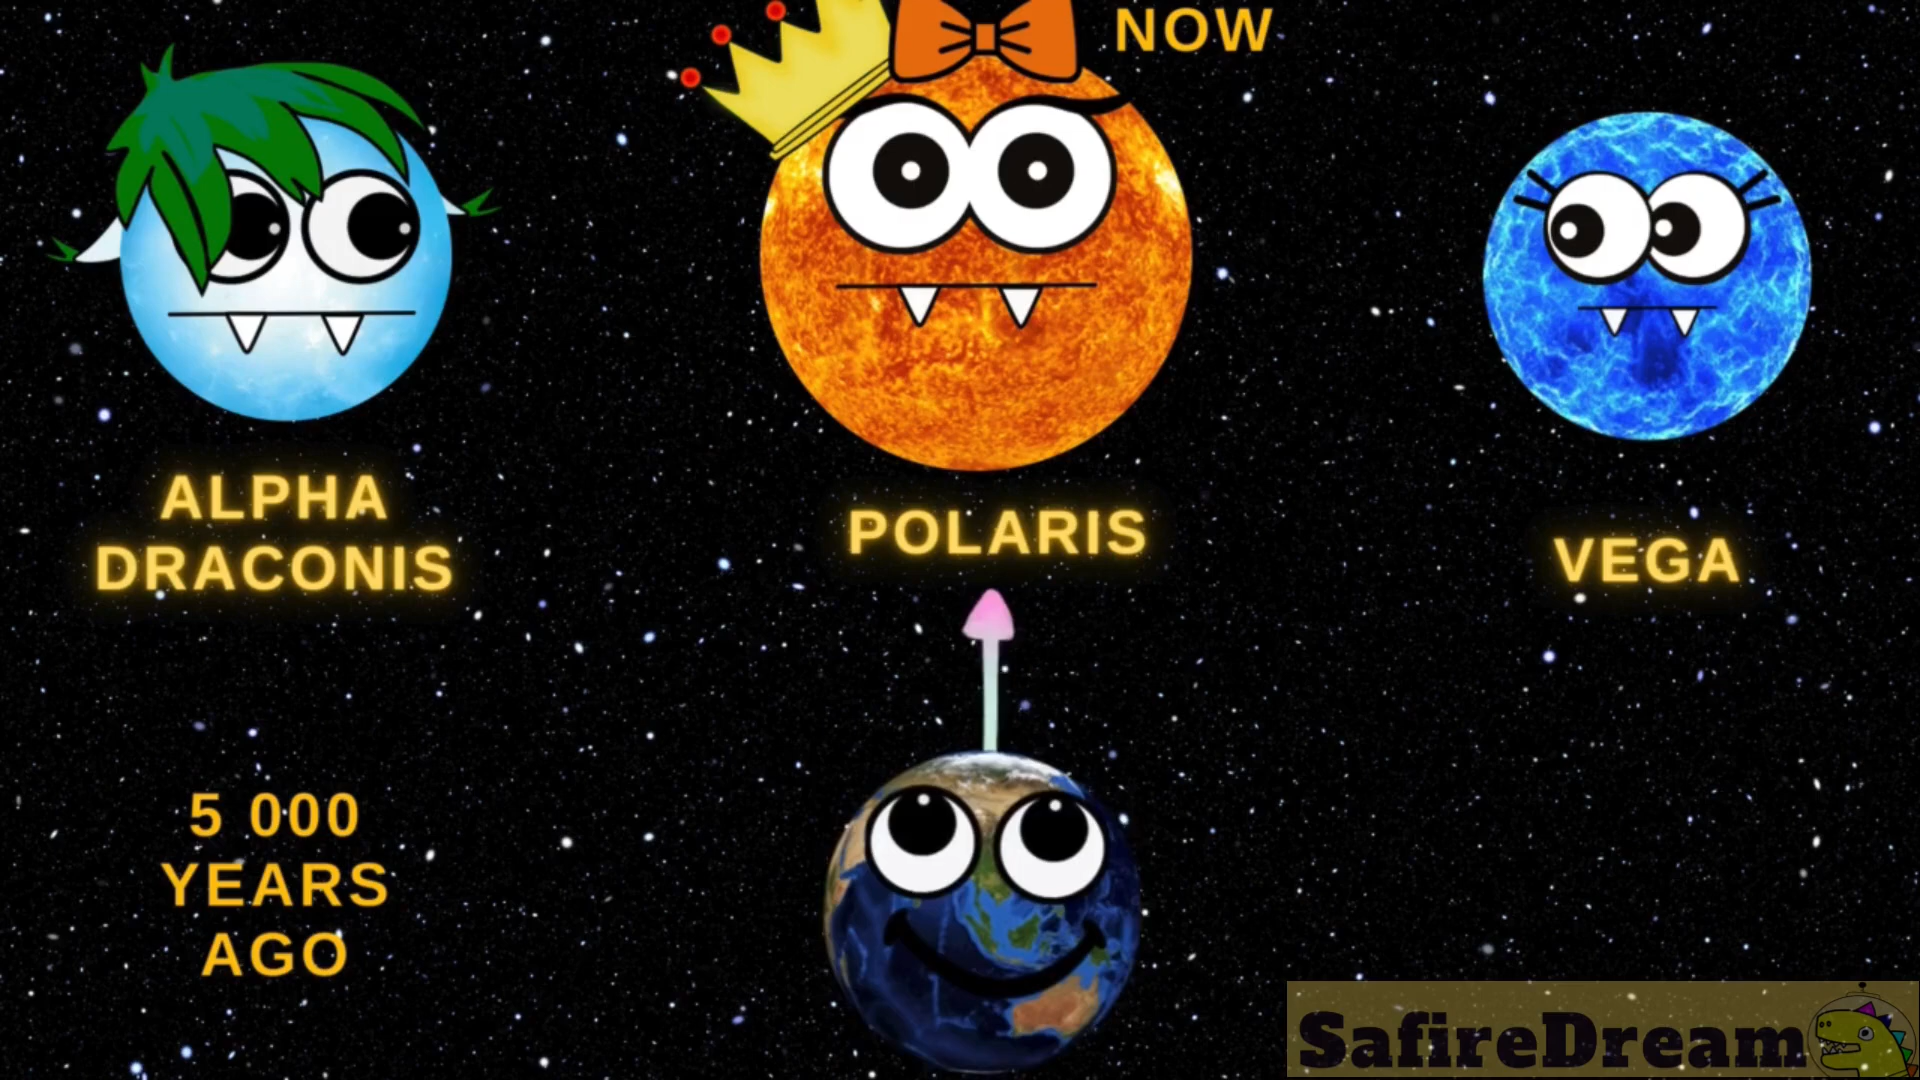 NOW
ALPHA
DRACONIS
POLARIS
VEGA
5 000
YEARS
AGO
SafireDream